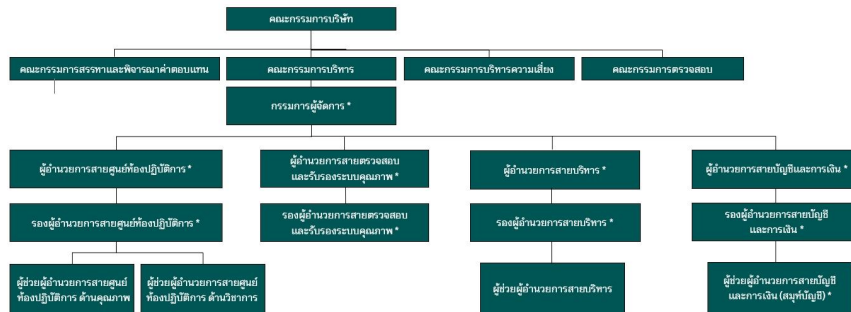 คณะกรรมการบริษัท
คณะกรรมการสรรหาและพิจารณาค่าตอบแทน
คณะกรรมการบริหาร
คณะกรรมการบริหารความเสี่ยง
คณะกรรมการตรวจสอบ
กรรมการผู้จัดการ *
ผู้อำนวยการสายศูนย์ห้องปฏิบัติการ *
ผู้อำนวยการสายตรวจสอบ
และรับรองระบบคุณภาพ *
ผู้อำนวยการสายบริหาร *
ผู้อำนวยการสายบัญชีและการเงิน *
รองผู้อำนวยการสายศูนย์ห้องปฏิบัติการ *
รองผู้อำนวยการสายตรวจสอบ
และรับรองระบบคุณภาพ *
รองผู้อำนวยการสายบริหาร *
รองผู้อำนวยการสายบัญชี
และการเงิน *
ผู้ช่วยผู้อำนวยการสายศูนย์
ห้องปฏิบัติการ ด้านคุณภาพ
ผู้ช่วยผู้อำนวยการสายศูนย์
ห้องปฏิบัติการ ด้านวิชาการ
ผู้ช่วยผู้อำนวยการสายบริหาร
ผู้ช่วยผู้อำนวยการสายบัญชี
และการเงิน (สมุห์บัญชี) *